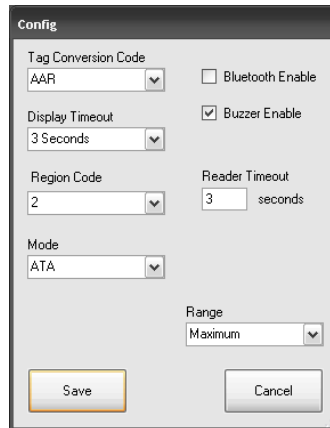 Config
Tag Conversion Code
AAR
Bluetooth Enable
Display Timeout
Buzzer Enable
3 Seconds
Region Code
Reader Timeout
2
3 seconds
Mode
ATA
Range
Maximum
Save
Cancel